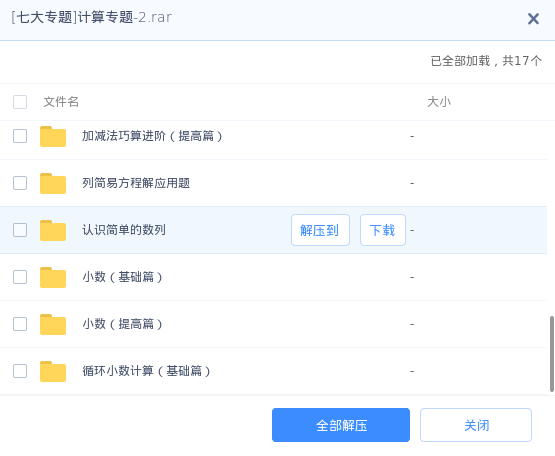 [七大专题]计算专题-2.rar
已全部加载，共17个
文件名 大小
加减法巧算进阶（提高篇） -
列简易方程解应用题 -
认识简单的数列 解压到 下载 -
小数（基础篇） -
小数（提高篇） -
循环小数计算（基础篇） -
全部解压 关闭